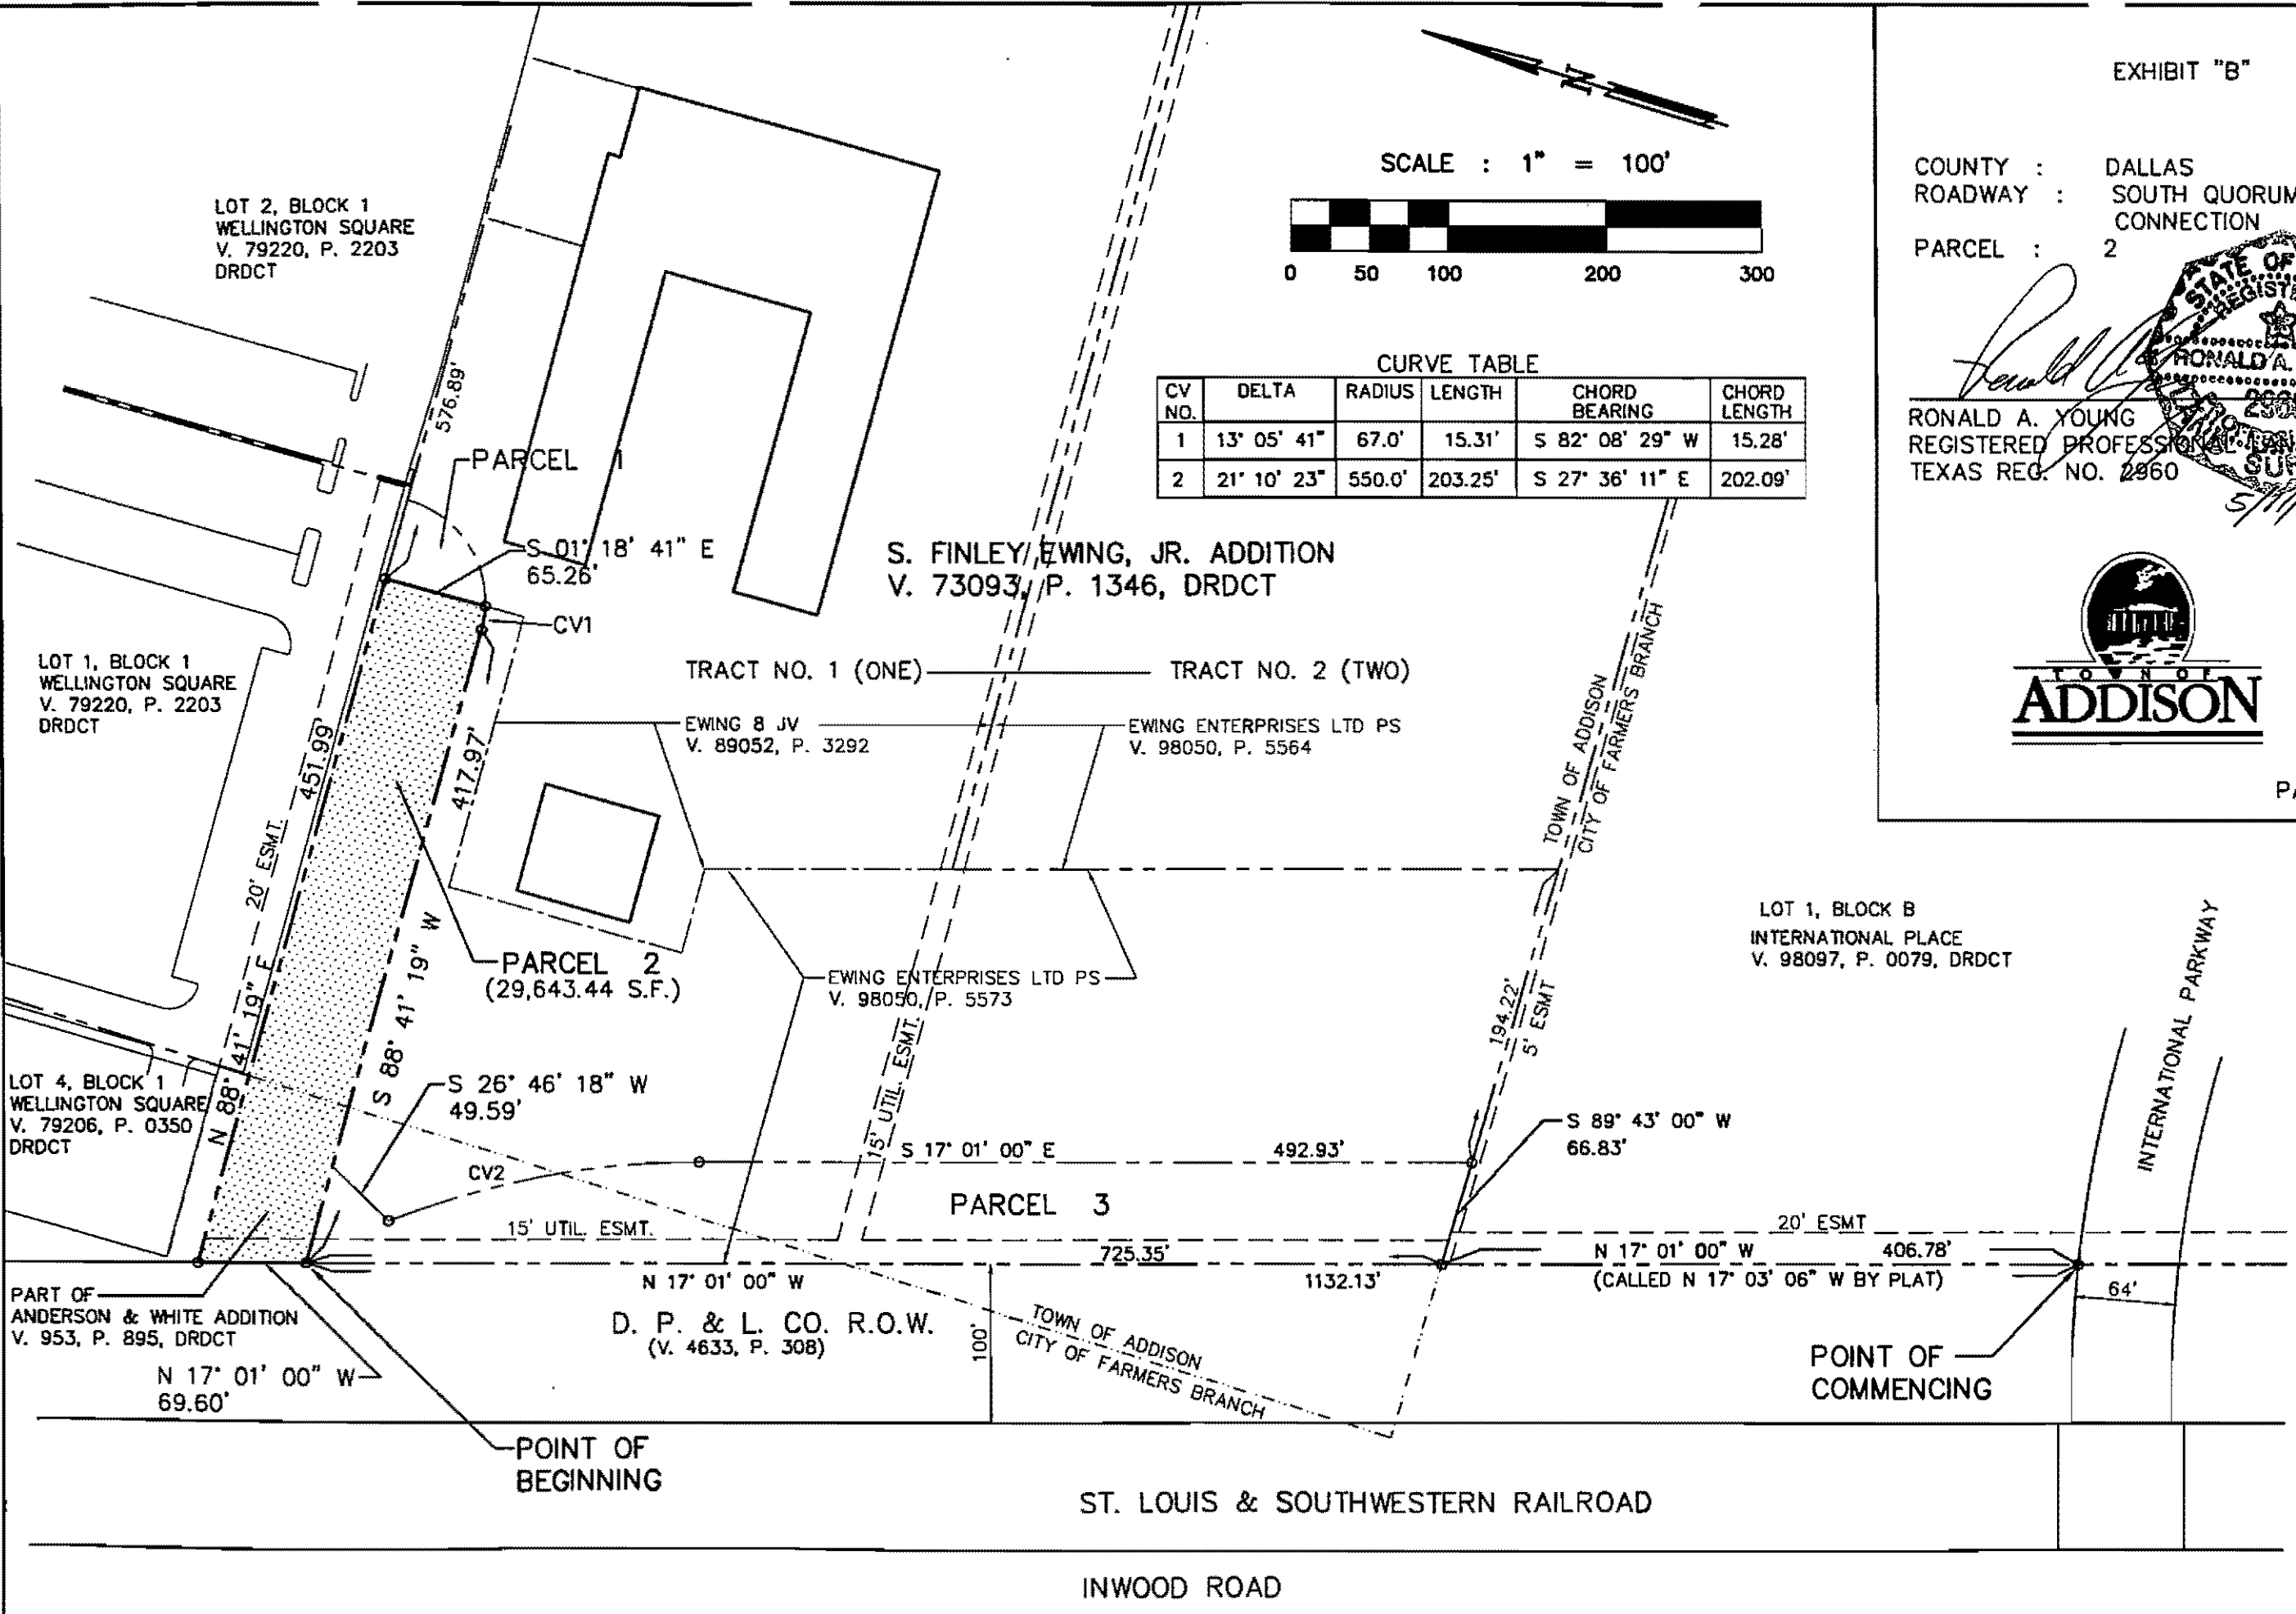 EXHIBIT "B"
COUNTY : DALLAS
ROADWAY : SOUTH QUORUM
CONNECTION
PARCEL : 2
STATE OF
RONALD A.
RONALD A. YOUNG
REGISTERED PROFESSIONAL
TEXAS REG. NO. 2960
TOWN OF
ADDISON
N
SCALE : 1" = 100'
0 50 100 200 300
CURVE TABLE
CV NO. DELTA RADIUS LENGTH CHORD BEARING CHORD LENGTH
1 13° 05' 41" 67.0' 15.31' S 82° 08' 29" W 15.28'
2 21° 10' 23" 550.0' 203.25' S 27° 36' 11" E 202.09'
LOT 2, BLOCK 1
WELLINGTON SQUARE
V. 79220, P. 2203
DRDCT
576.89'
PARCEL 1
S 01° 18' 41" E
65.26'
CV1
S. FINLEY EWING, JR. ADDITION
V. 73093, P. 1346, DRDCT
LOT 1, BLOCK 1
WELLINGTON SQUARE
V. 79220, P. 2203
DRDCT
TRACT NO. 1 (ONE)
TRACT NO. 2 (TWO)
EWING 8 JV
V. 89052, P. 3292
EWING ENTERPRISES LTD PS
V. 98050, P. 5564
TOWN OF ADDISON
CITY OF FARMERS BRANCH
451.99'
417.97'
20' ESMT.
N 88° 41' 19" E
S 88° 41' 19" W
PARCEL 2
(29,643.44 S.F.)
EWING ENTERPRISES LTD PS
V. 98050, P. 5573
LOT 1, BLOCK B
INTERNATIONAL PLACE
V. 98097, P. 0079, DRDCT
INTERNATIONAL PARKWAY
194.22'
5' ESMT
15' UTIL. ESMT.
LOT 4, BLOCK 1
WELLINGTON SQUARE
V. 79206, P. 0350
DRDCT
S 26° 46' 18" W
49.59'
CV2
S 17° 01' 00" E 492.93'
S 89° 43' 00" W
66.83'
PARCEL 3
15' UTIL. ESMT.
20' ESMT
725.35'
N 17° 01' 00" W
1132.13'
N 17° 01' 00" W 406.78'
(CALLED N 17° 03' 06" W BY PLAT)
64'
PART OF
ANDERSON & WHITE ADDITION
V. 953, P. 895, DRDCT
N 17° 01' 00" W
69.60'
D. P. & L. CO. R.O.W.
(V. 4633, P. 308)
100'
TOWN OF ADDISON
CITY OF FARMERS BRANCH
POINT OF
COMMENCING
POINT OF
BEGINNING
ST. LOUIS & SOUTHWESTERN RAILROAD
INWOOD ROAD